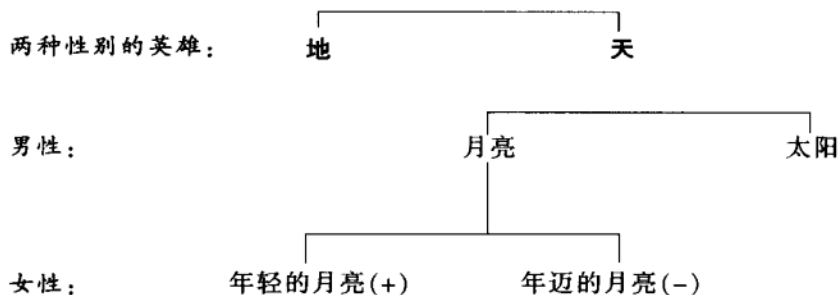 两种性别的英雄： 地 天
男性： 月亮 太阳
女性： 年轻的月亮(+) 年迈的月亮(-)